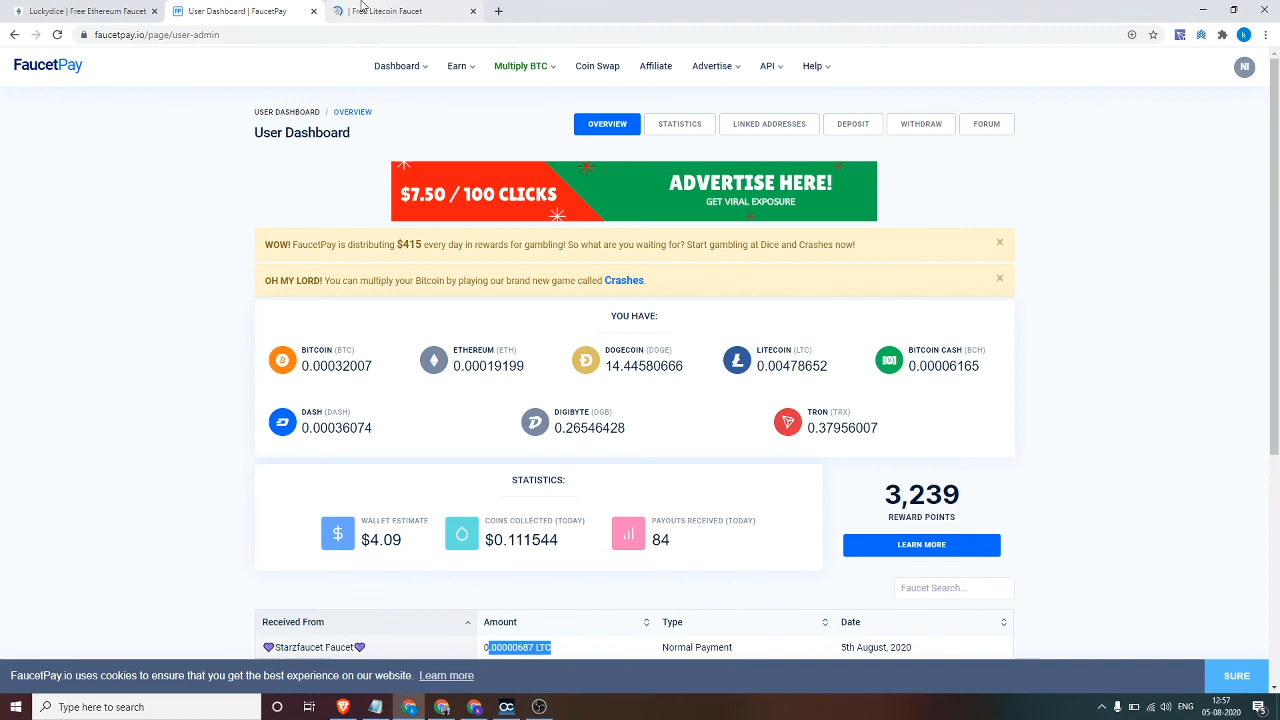 Luckydice | Free Ethereum Faucet
User Dashboard | FaucetPay
Free Litecoin Faucet
faucetpay.io/page/user-admin
k
FaucetPay
Dashboard
Earn
Multiply BTC
Coin Swap
Affiliate
Advertise
API
Help
NI
USER DASHBOARD / OVERVIEW
User Dashboard
OVERVIEW
STATISTICS
LINKED ADDRESSES
DEPOSIT
WITHDRAW
FORUM
$7.50 / 100 CLICKS
ADVERTISE HERE!
GET VIRAL EXPOSURE
WOW! FaucetPay is distributing $415 every day in rewards for gambling! So what are you waiting for? Start gambling at Dice and Crashes now!
OH MY LORD! You can multiply your Bitcoin by playing our brand new game called Crashes.
YOU HAVE:
BITCOIN (BTC)
0.00032007
ETHEREUM (ETH)
0.00019199
DOGECOIN (DOGE)
14.44580666
LITECOIN (LTC)
0.00478652
BITCOIN CASH (BCH)
0.00006165
DASH (DASH)
0.00036074
DIGIBYTE (DGB)
0.26546428
TRON (TRX)
0.37956007
STATISTICS:
WALLET ESTIMATE
$4.09
COINS COLLECTED (TODAY)
$0.111544
PAYOUTS RECEIVED (TODAY)
84
3,239
REWARD POINTS
LEARN MORE
Faucet Search...
Received From
Amount
Type
Date
💜Starzfaucet Faucet💜
0.00000687 LTC
Normal Payment
5th August, 2020
FaucetPay.io uses cookies to ensure that you get the best experience on our website. Learn more
SURE
Type here to search
ENG
12:57
05-08-2020